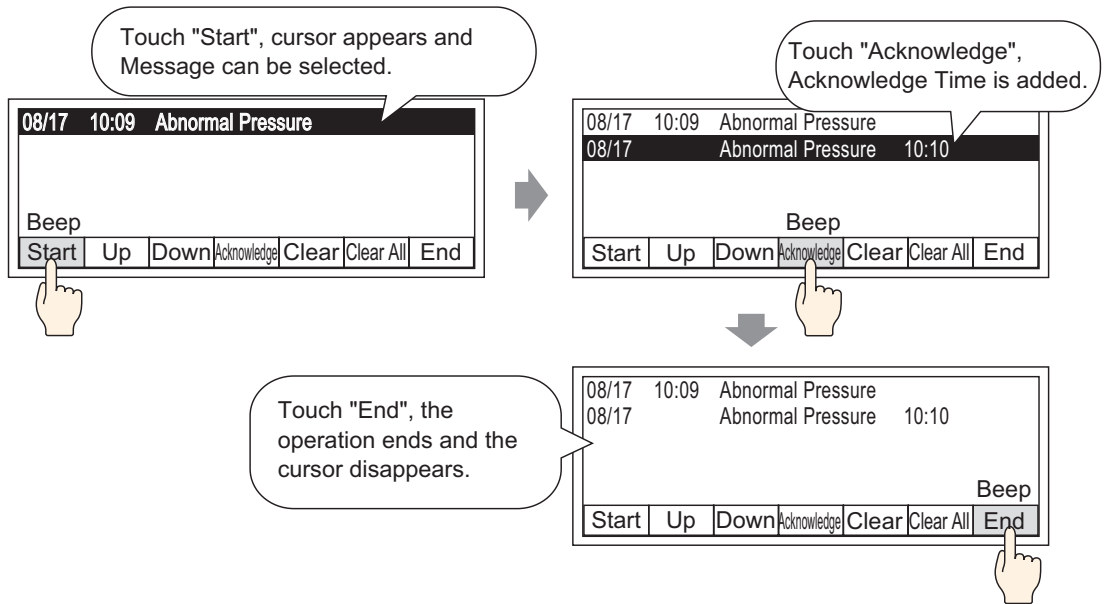 Touch "Start", cursor appears and
Message can be selected.
08/17 10:09 Abnormal Pressure
Beep
Start Up Down Acknowledge Clear Clear All End
Touch "Acknowledge",
Acknowledge Time is added.
08/17 10:09 Abnormal Pressure
08/17 Abnormal Pressure 10:10
Beep
Start Up Down Acknowledge Clear Clear All End
Touch "End", the
operation ends and the
cursor disappears.
08/17 10:09 Abnormal Pressure
08/17 Abnormal Pressure 10:10
Beep
Start Up Down Acknowledge Clear Clear All End